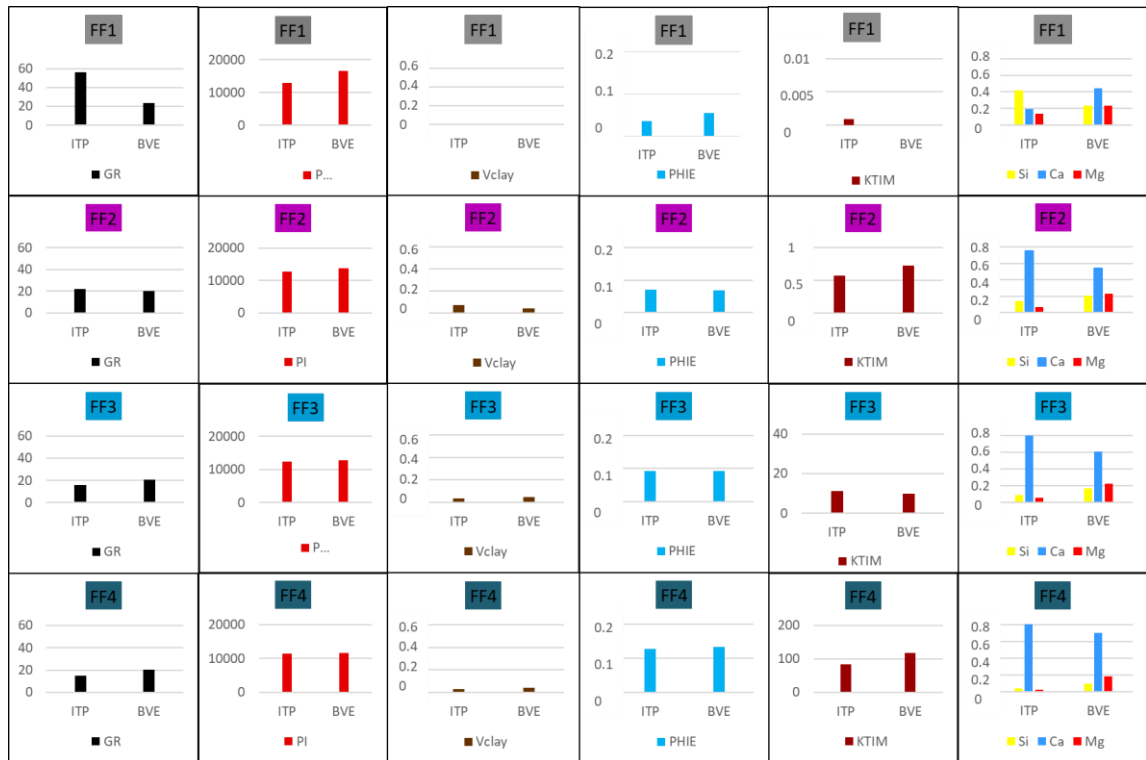 FF1 FF1 FF1 FF1 FF1 FF1
60 40 20 0
ITP BVE
GR
20000 10000 0
ITP BVE
P...
0.6 0.4 0.2 0
ITP BVE
Vclay
0.2 0.1 0
ITP BVE
PHIE
0.01 0.005 0
ITP BVE
KTIM
0.8 0.6 0.4 0.2 0
ITP BVE
Si Ca Mg
FF2 FF2 FF2 FF2 FF2 FF2
60 40 20 0
ITP BVE
GR
20000 10000 0
ITP BVE
PI
0.6 0.4 0.2 0
ITP BVE
Vclay
0.2 0.1 0
ITP BVE
PHIE
1 0.5 0
ITP BVE
KTIM
0.8 0.6 0.4 0.2 0
ITP BVE
Si Ca Mg
FF3 FF3 FF3 FF3 FF3 FF3
60 40 20 0
ITP BVE
GR
20000 10000 0
ITP BVE
P...
0.6 0.4 0.2 0
ITP BVE
Vclay
0.2 0.1 0
ITP BVE
PHIE
40 20 0
ITP BVE
KTIM
0.8 0.6 0.4 0.2 0
ITP BVE
Si Ca Mg
FF4 FF4 FF4 FF4 FF4 FF4
60 40 20 0
ITP BVE
GR
20000 10000 0
ITP BVE
PI
0.6 0.4 0.2 0
ITP BVE
Vclay
0.2 0.1 0
ITP BVE
PHIE
200 100 0
ITP BVE
KTIM
0.8 0.6 0.4 0.2 0
ITP BVE
Si Ca Mg